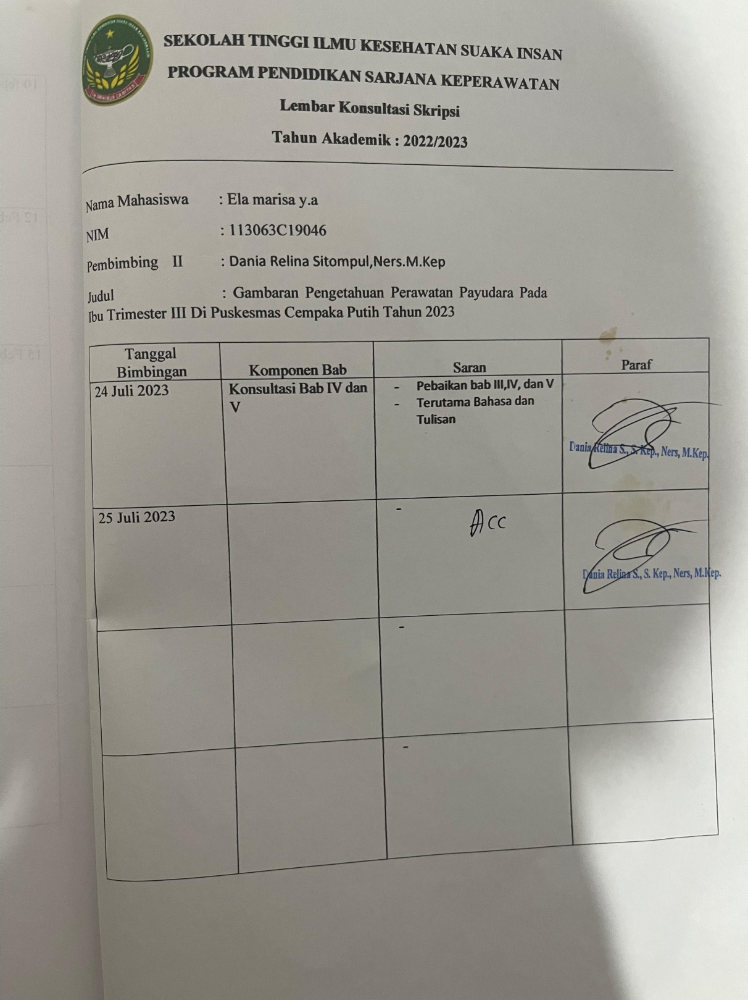 SEKOLAH TINGGI ILMU KESEHATAN SUAKA INSAN
PROGRAM PENDIDIKAN SARJANA KEPERAWATAN
Lembar Konsultasi Skripsi
Tahun Akademik : 2022/2023
Nama Mahasiswa : Ela marisa y.a
NIM : 113063C19046
Pembimbing II : Dania Relina Sitompul,Ners.M.Kep
Judul : Gambaran Pengetahuan Perawatan Payudara Pada
Ibu Trimester III Di Puskesmas Cempaka Putih Tahun 2023
Tanggal
Bimbingan
Komponen Bab
Saran
Paraf
24 Juli 2023
Konsultasi Bab IV dan
V
- Pebaikan bab III,IV, dan V
- Terutama Bahasa dan
Tulisan
Dania Relina S., S. Kep., Ners, M.Kep.
25 Juli 2023
- Acc
Dania Relina S., S. Kep., Ners, M.Kep.
-
-